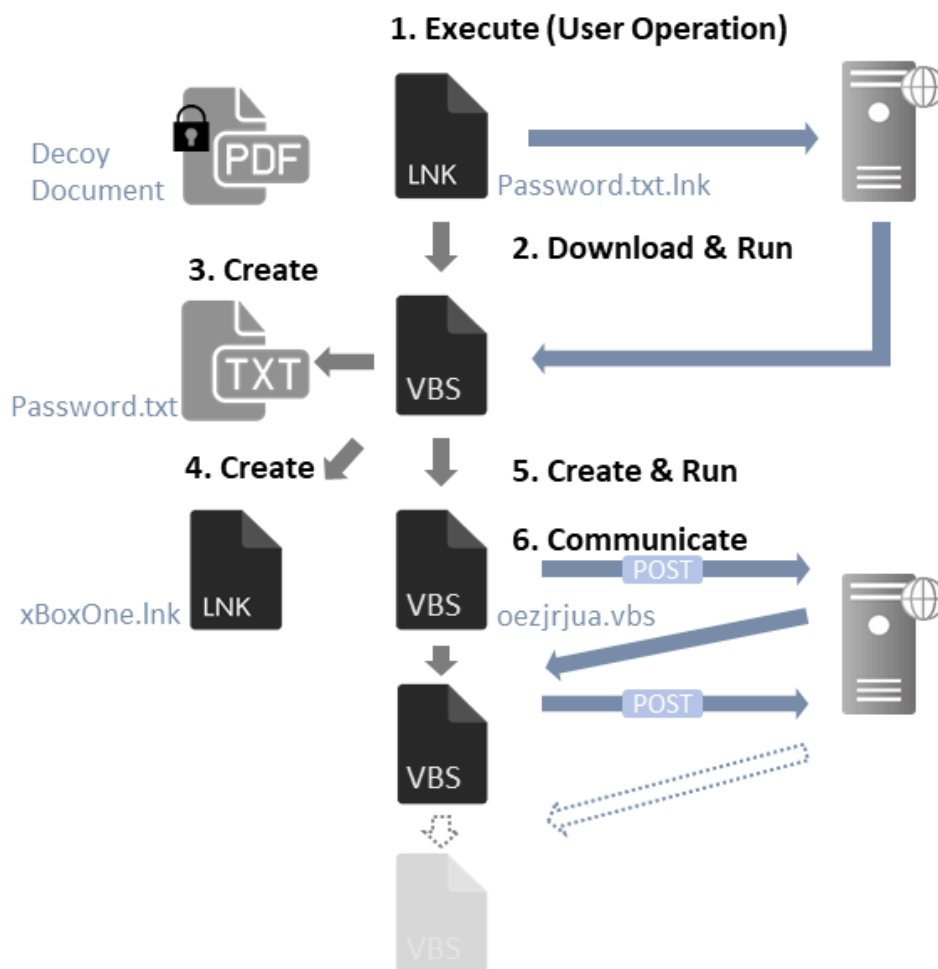 1. Execute (User Operation)
Decoy
Document
PDF
LNK
Password.txt.lnk
2. Download & Run
3. Create
TXT
VBS
Password.txt
4. Create
5. Create & Run
6. Communicate
POST
LNK
VBS
xBoxOne.lnk
oezjrjua.vbs
POST
VBS
VBS